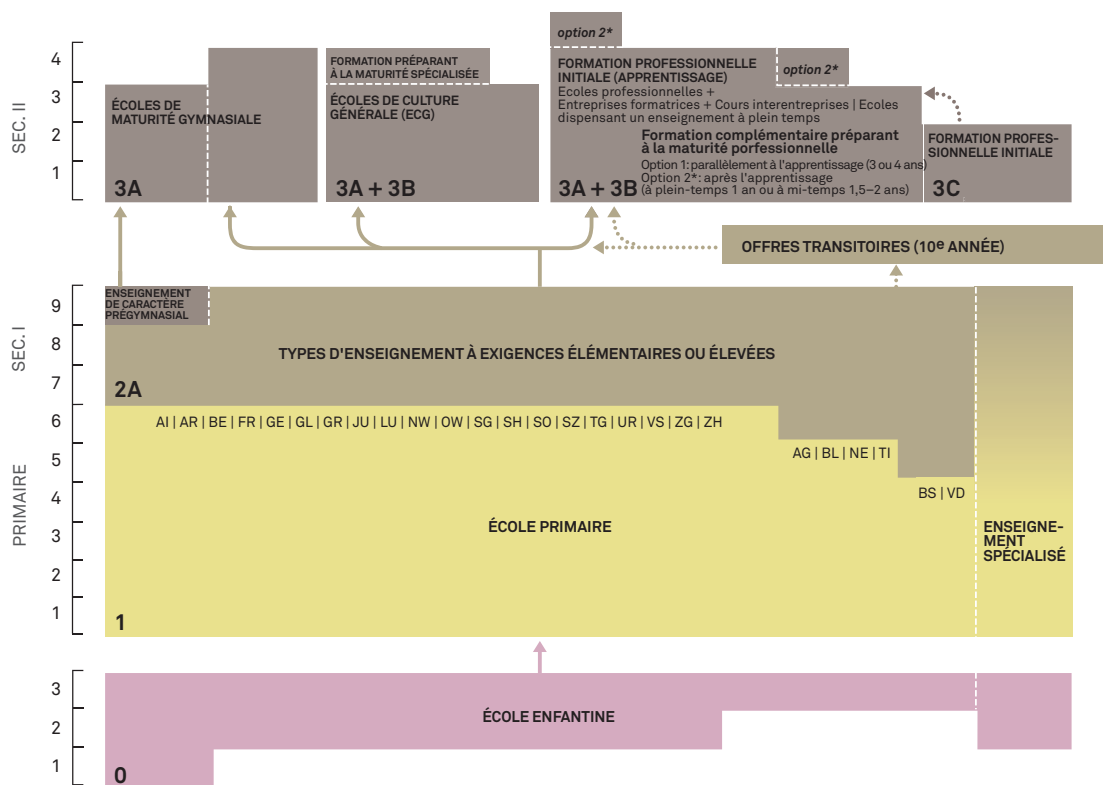 SEC. II
4
3
2
1
option 2*
ÉCOLES DE
MATURITÉ GYMNASIALE
3A
FORMATION PRÉPARANT
À LA MATURITÉ SPÉCIALISÉE
ÉCOLES DE CULTURE
GÉNÉRALE (ECG)
3A + 3B
FORMATION PROFESSIONNELLE
INITIALE (APPRENTISSAGE)
Ecoles professionnelles +
Entreprises formatrices + Cours interentreprises | Ecoles
dispensant un enseignement à plein temps
option 2*
Formation complémentaire préparant
à la maturité porfessionnelle
Option 1: parallèlement à l'apprentissage (3 ou 4 ans)
Option 2*: après l'apprentissage
(à plein-temps 1 an ou à mi-temps 1,5–2 ans)
3A + 3B
FORMATION PROFES-
SIONNELLE INITIALE
3C
OFFRES TRANSITOIRES (10e ANNÉE)
SEC. I
9
8
7
ENSEIGNEMENT
DE CARACTÈRE
PRÉGYMNASIAL
TYPES D'ENSEIGNEMENT À EXIGENCES ÉLÉMENTAIRES OU ÉLEVÉES
2A
PRIMAIRE
6
5
4
3
2
1
AI | AR | BE | FR | GE | GL | GR | JU | LU | NW | OW | SG | SH | SO | SZ | TG | UR | VS | ZG | ZH
AG | BL | NE | TI
BS | VD
ÉCOLE PRIMAIRE
ENSEIGNE-
MENT
SPÉCIALISÉ
1
3
2
1
ÉCOLE ENFANTINE
0